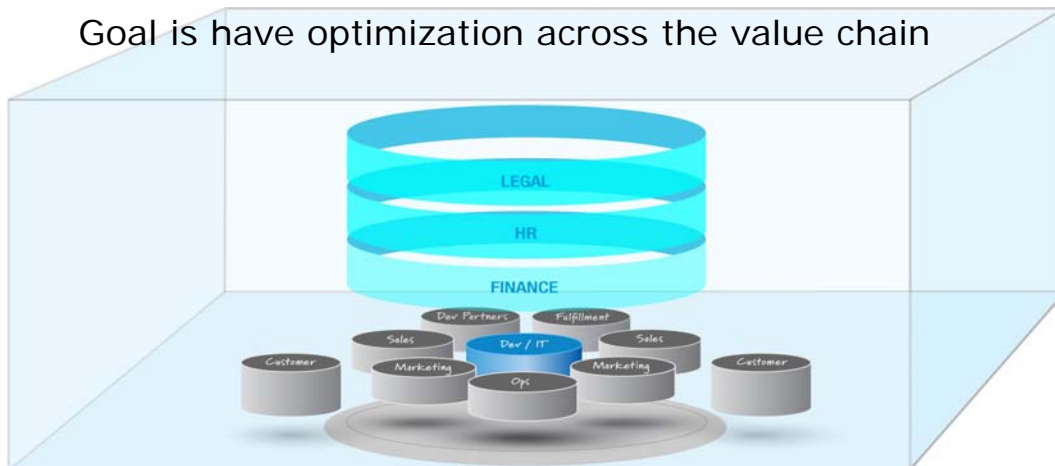 Goal is have optimization across the value chain
LEGAL
HR
FINANCE
Dev Partners
Fulfillment
Sales
Dev / IT
Sales
Customer
Marketing
Marketing
Customer
Ops